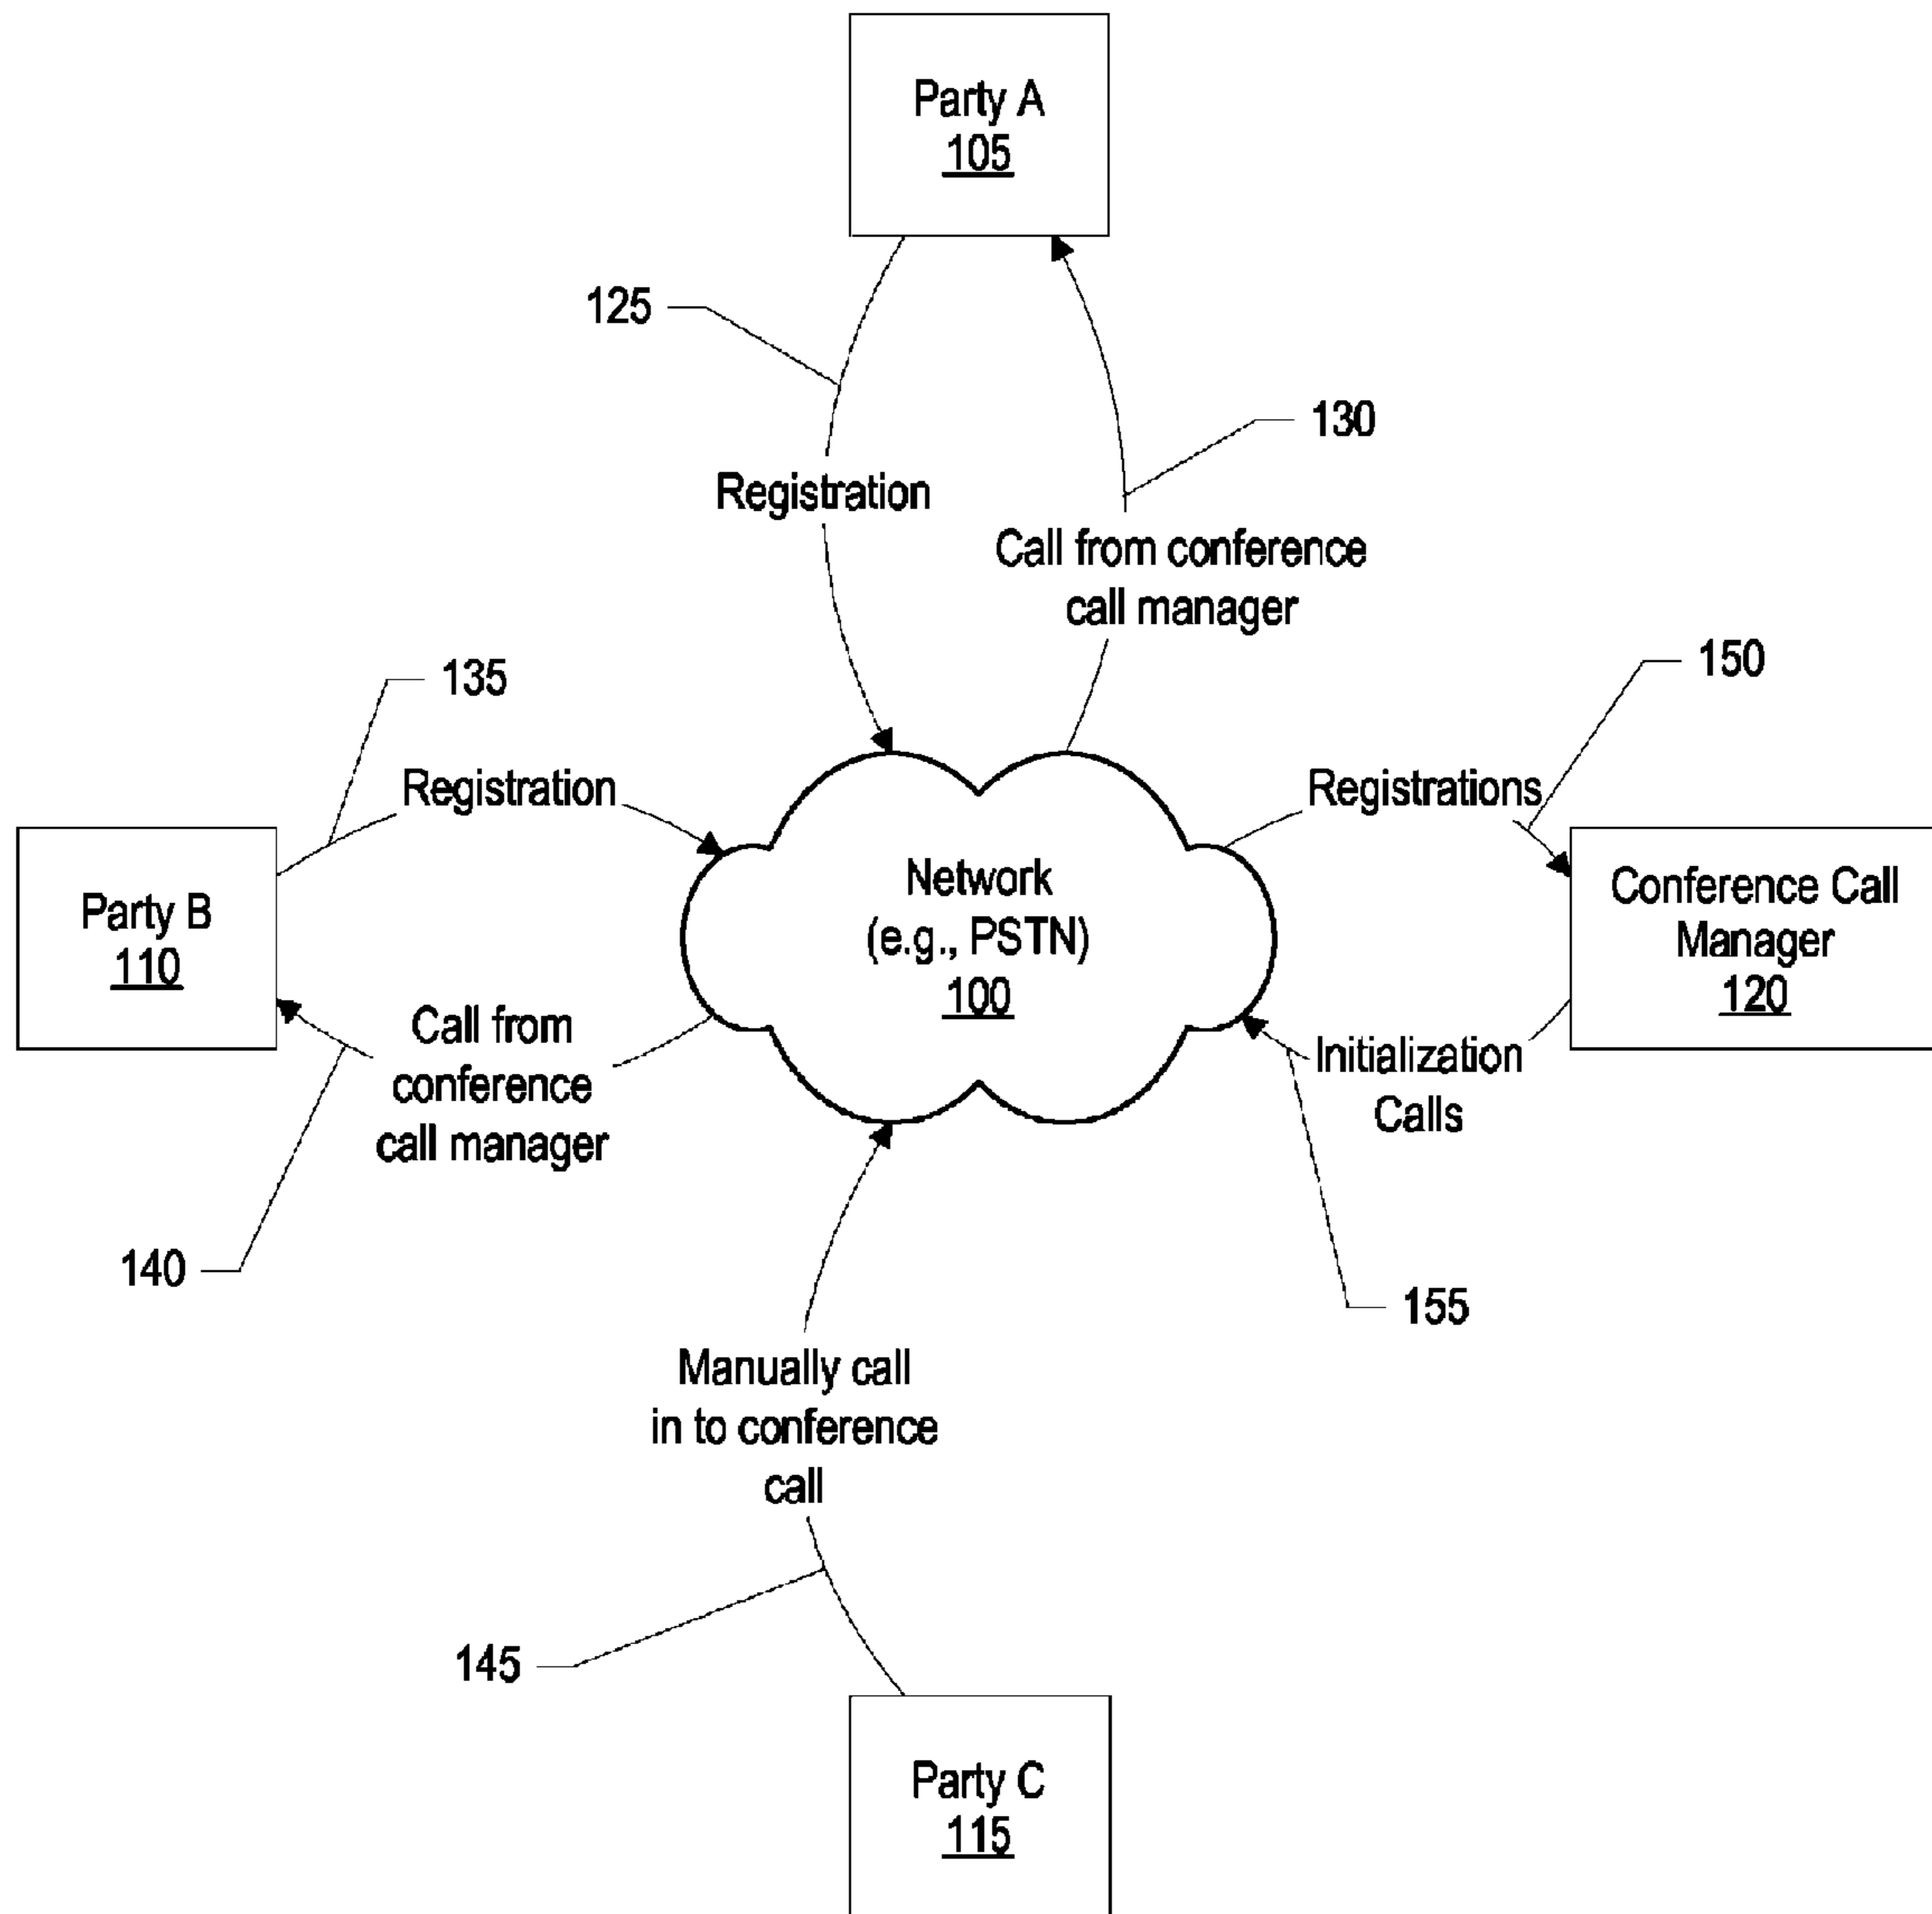 Party A
105
125
130
Registration
Call from conference
call manager
135
150
Registration
Registrations
Party B
110
Network
(e.g., PSTN)
100
Conference Call
Manager
120
Call from
conference
call manager
Initialization
Calls
140
155
Manually call
in to conference
call
145
Party C
115